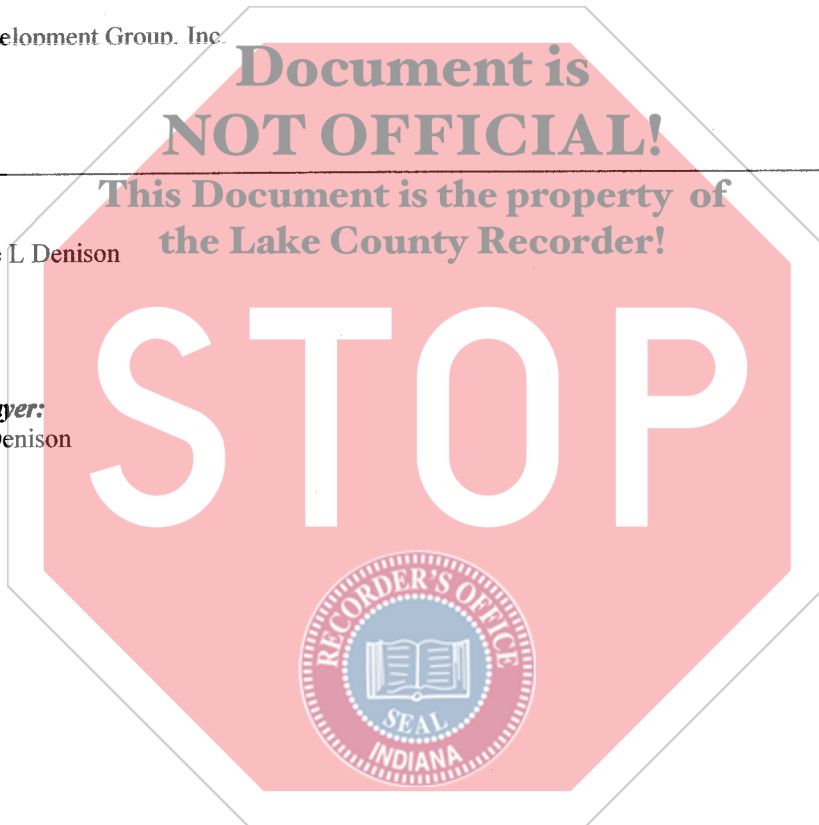 elopment Group, Inc.
Document is
NOT OFFICIAL!
This Document is the property of
the Lake County Recorder!
L Denison
STOP
yer:
Denison
RECORDER'S OFFICE
SEAL
INDIANA